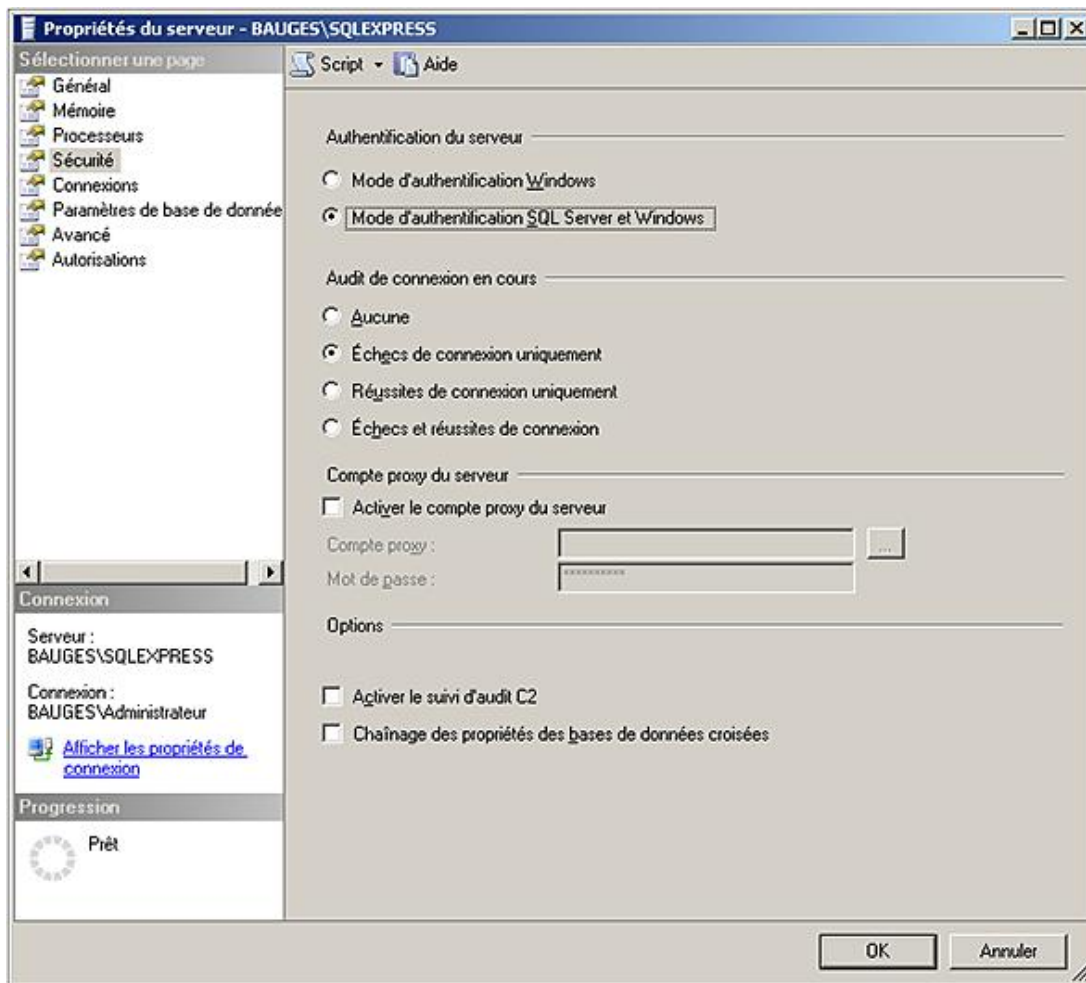 Propriétés du serveur - BAUGES\SQLEXPRESS
Sélectionner une page
Général
Mémoire
Processeurs
Sécurité
Connexions
Paramètres de base de donnée
Avancé
Autorisations
Connexion
Serveur :
BAUGES\SQLEXPRESS
Connexion :
BAUGES\Administrateur
Afficher les propriétés de
connexion
Progression
Prêt
Script
Aide
Authentification du serveur
Mode d'authentification Windows
Mode d'authentification SQL Server et Windows
Audit de connexion en cours
Aucune
Échecs de connexion uniquement
Réussites de connexion uniquement
Échecs et réussites de connexion
Compte proxy du serveur
Activer le compte proxy du serveur
Compte proxy :
...
Mot de passe :
**********
Options
Activer le suivi d'audit C2
Chaînage des propriétés des bases de données croisées
OK
Annuler